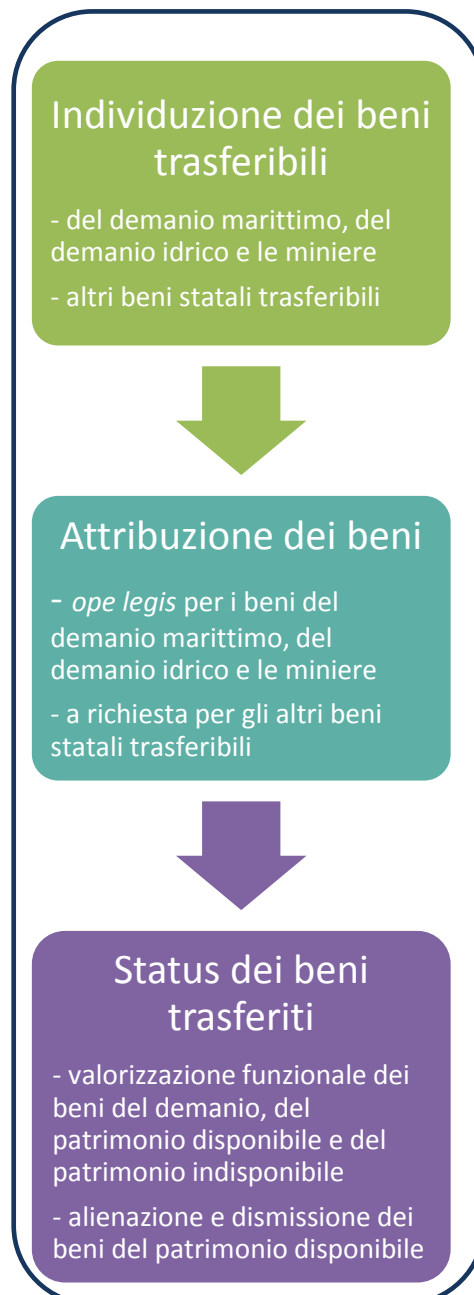 Individuzione dei beni
trasferibili
- del demanio marittimo, del
demanio idrico e le miniere
- altri beni statali trasferibili
Attribuzione dei beni
- ope legis per i beni del
demanio marittimo, del
demanio idrico e le miniere
- a richiesta per gli altri beni
statali trasferibili
Status dei beni
trasferiti
- valorizzazione funzionale dei
beni del demanio, del
patrimonio disponibile e del
patrimonio indisponibile
- alienazione e dismissione dei
beni del patrimonio disponibile